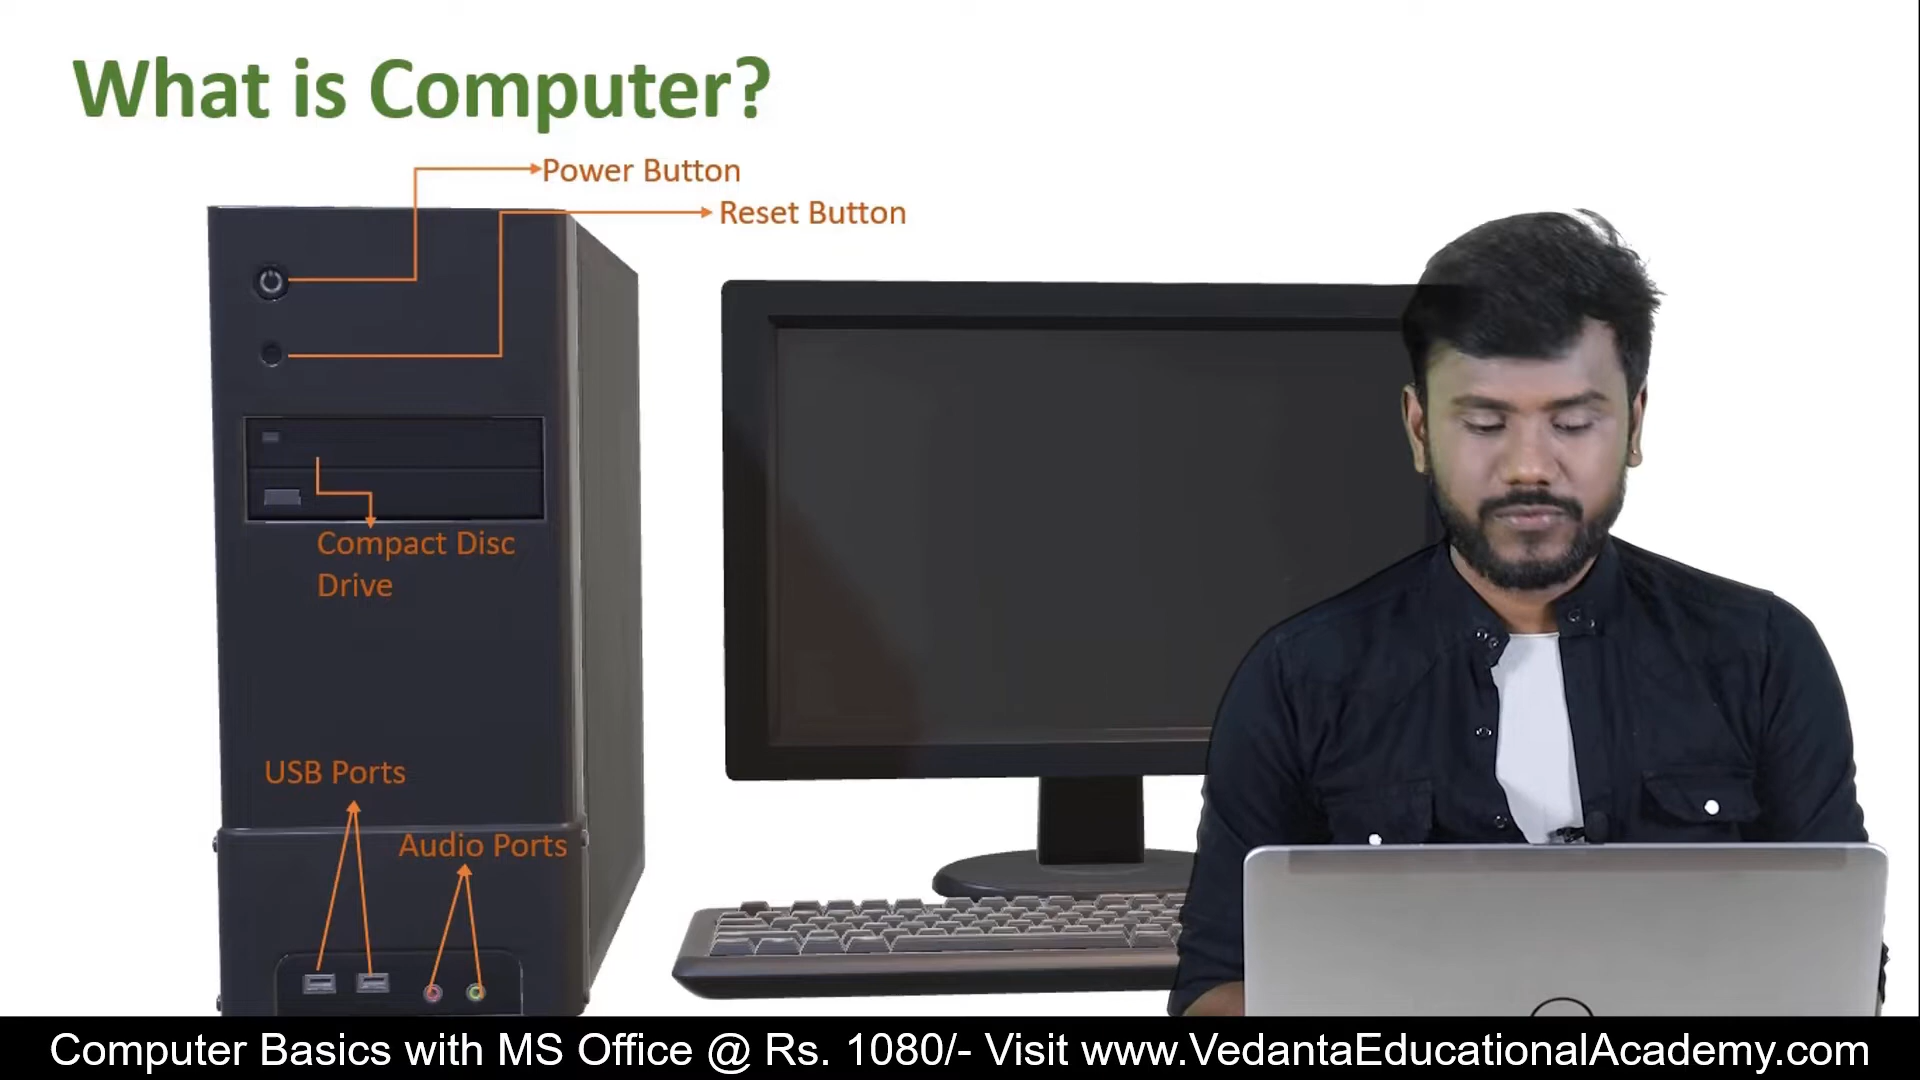 What is Computer?
Power Button
Reset Button
Compact Disc
Drive
USB Ports
Audio Ports
Computer Basics with MS Office @ Rs. 1080/- Visit www.VedantaEducationalAcademy.com